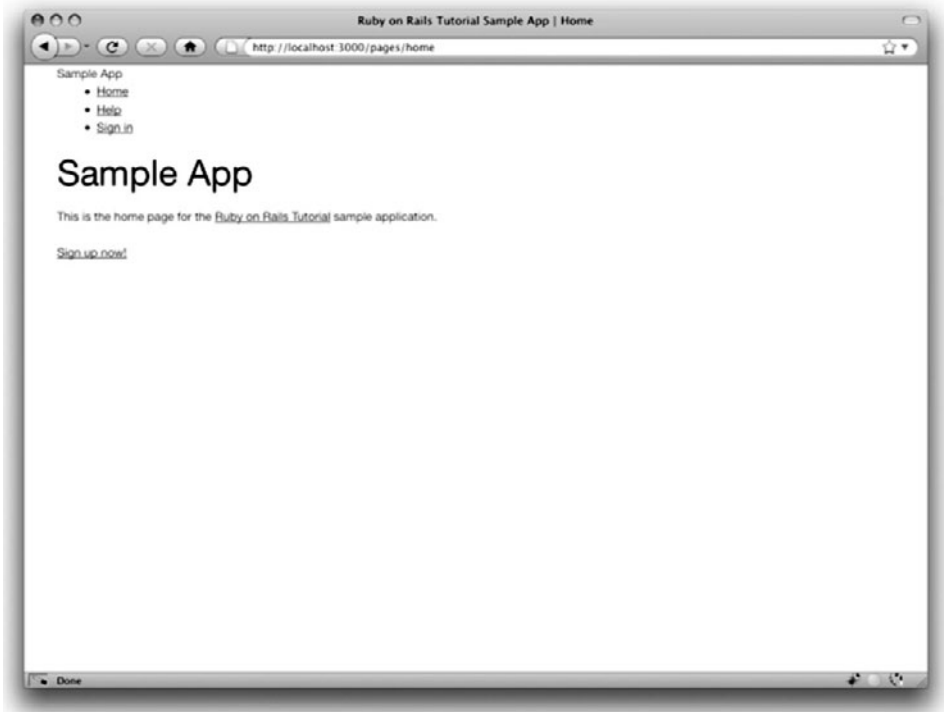 Ruby on Rails Tutorial Sample App | Home
http://localhost:3000/pages/home
Sample App
• Home
• Help
• Sign in
Sample App
This is the home page for the Ruby on Rails Tutorial sample application.
Sign up now!
Done